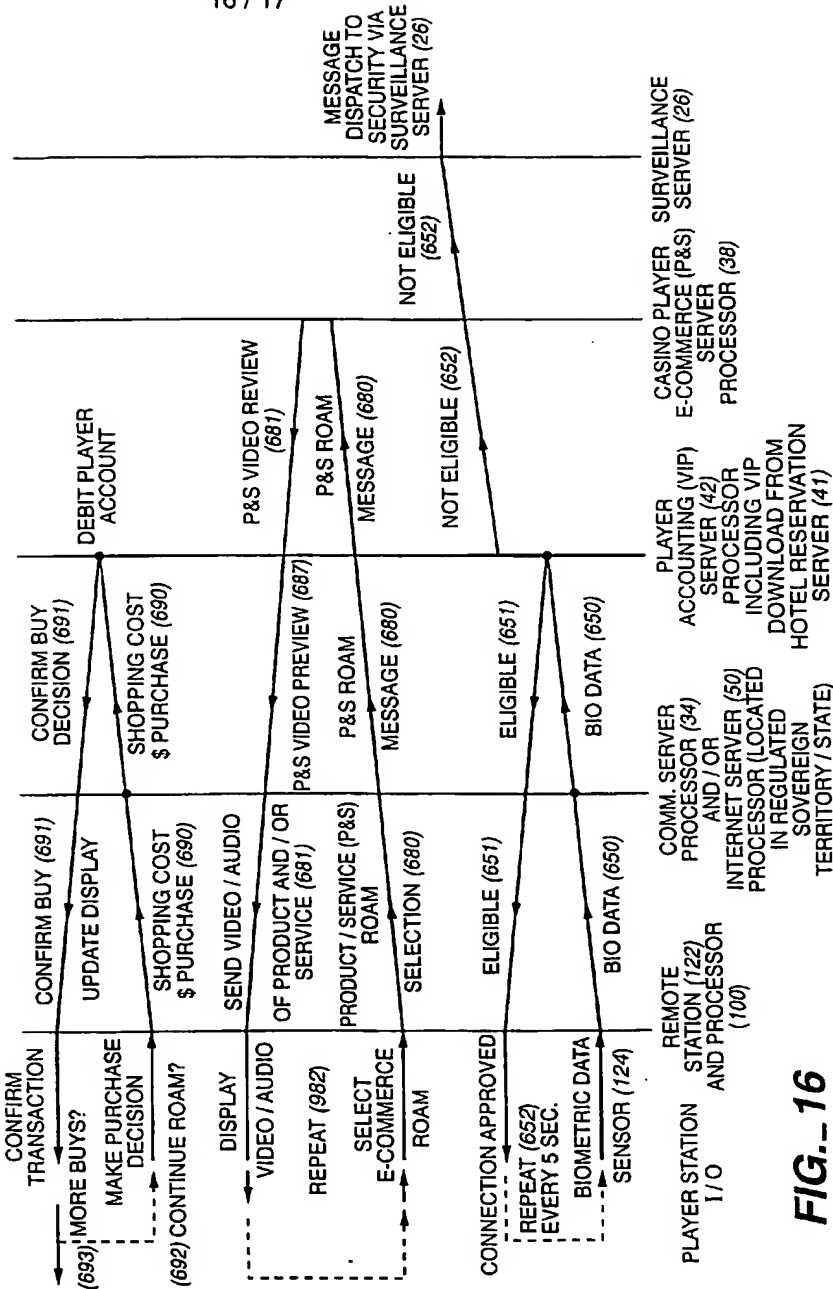 16 / 17
CONFIRM
TRANSACTION
(693)
MORE BUYS?
MAKE PURCHASE
DECISION
(692) CONTINUE ROAM?
CONFIRM BUY (691)
UPDATE DISPLAY
SHOPPING COST
$ PURCHASE (690)
CONFIRM BUY
DECISION (691)
SHOPPING COST
$ PURCHASE (690)
DEBIT PLAYER
ACCOUNT
DISPLAY
VIDEO / AUDIO
REPEAT (982)
SELECT
E-COMMERCE
ROAM
SEND VIDEO / AUDIO
OF PRODUCT AND / OR
SERVICE (681)
PRODUCT / SERVICE (P&S)
ROAM
SELECTION (680)
P&S VIDEO PREVIEW (687)
P&S ROAM
MESSAGE (680)
P&S VIDEO REVIEW
(681)
P&S ROAM
MESSAGE (680)
CONNECTION APPROVED
REPEAT (652)
EVERY 5 SEC.
BIOMETRIC DATA
SENSOR (124)
ELIGIBLE (651)
BIO DATA (650)
ELIGIBLE (651)
BIO DATA (650)
NOT ELIGIBLE (652)
NOT ELIGIBLE
(652)
MESSAGE
DISPATCH TO
SECURITY VIA
SURVEILLANCE
SERVER (26)
PLAYER STATION
I / O
REMOTE
STATION (122)
AND PROCESSOR
(100)
COMM. SERVER
PROCESSOR (34)
AND / OR
INTERNET SERVER (50)
PROCESSOR (LOCATED
IN REGULATED
SOVEREIGN
TERRITORY / STATE)
PLAYER
ACCOUNTING (VIP)
SERVER (42)
PROCESSOR
INCLUDING VIP
DOWNLOAD FROM
HOTEL RESERVATION
SERVER (41)
CASINO PLAYER
E-COMMERCE (P&S)
SERVER
PROCESSOR (38)
SURVEILLANCE
SERVER (26)
FIG._16